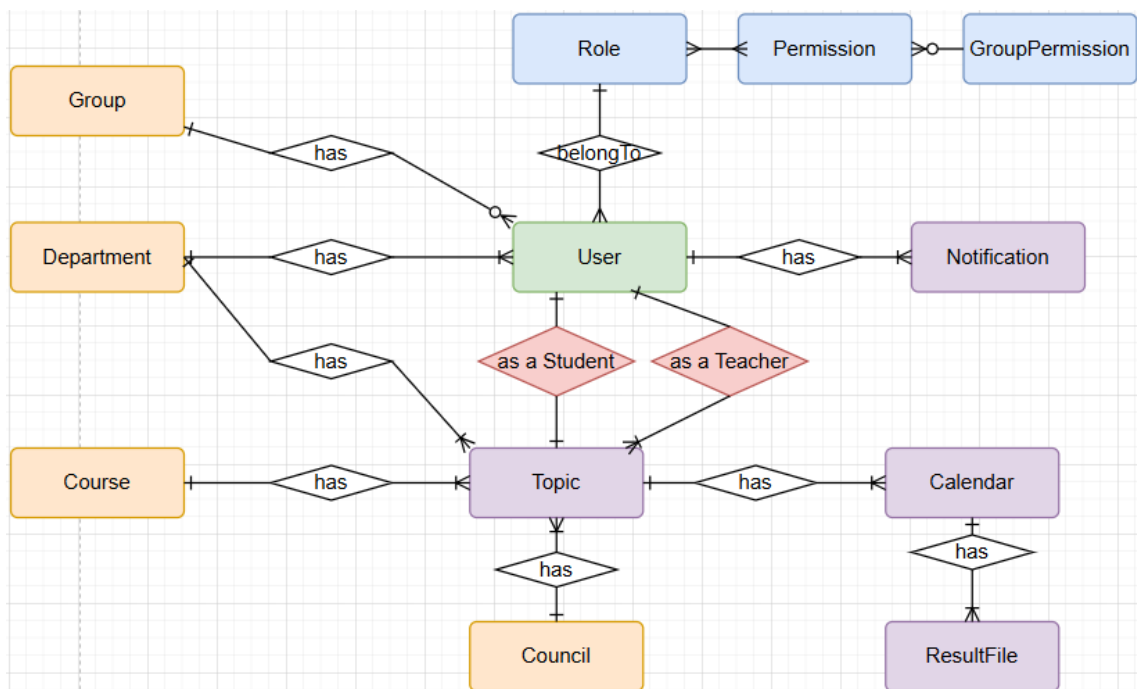 Role
Permission
GroupPermission
Group
has
belongTo
Department
has
User
has
Notification
has
as a Student
as a Teacher
Course
has
Topic
has
Calendar
has
has
Council
ResultFile